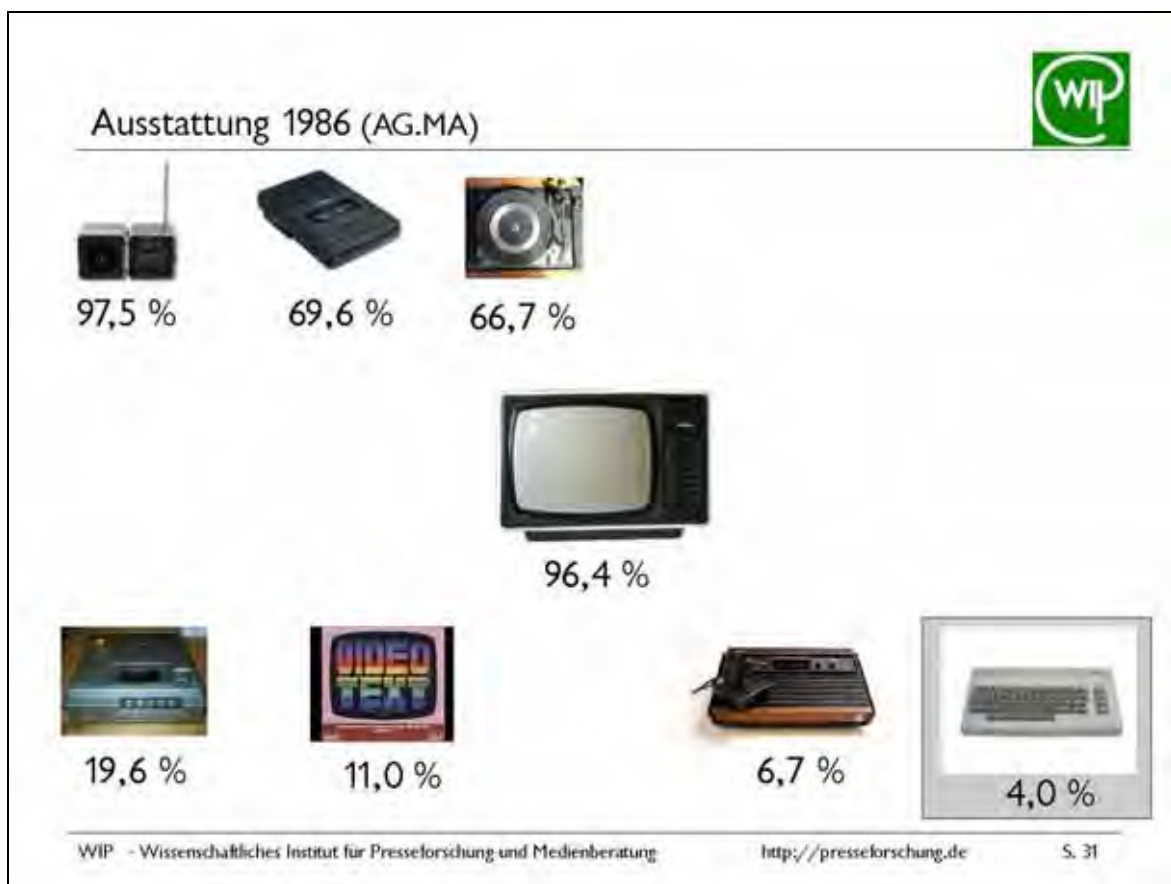 WIP
Ausstattung 1986 (AG.MA)
97,5 %
69,6 %
66,7 %
96,4 %
VIDEO
TEXT
19,6 %
11,0 %
6,7 %
4,0 %
WIP - Wissenschaftliches Institut für Presseforschung und Medienberatung
http://presseforschung.de
S. 31